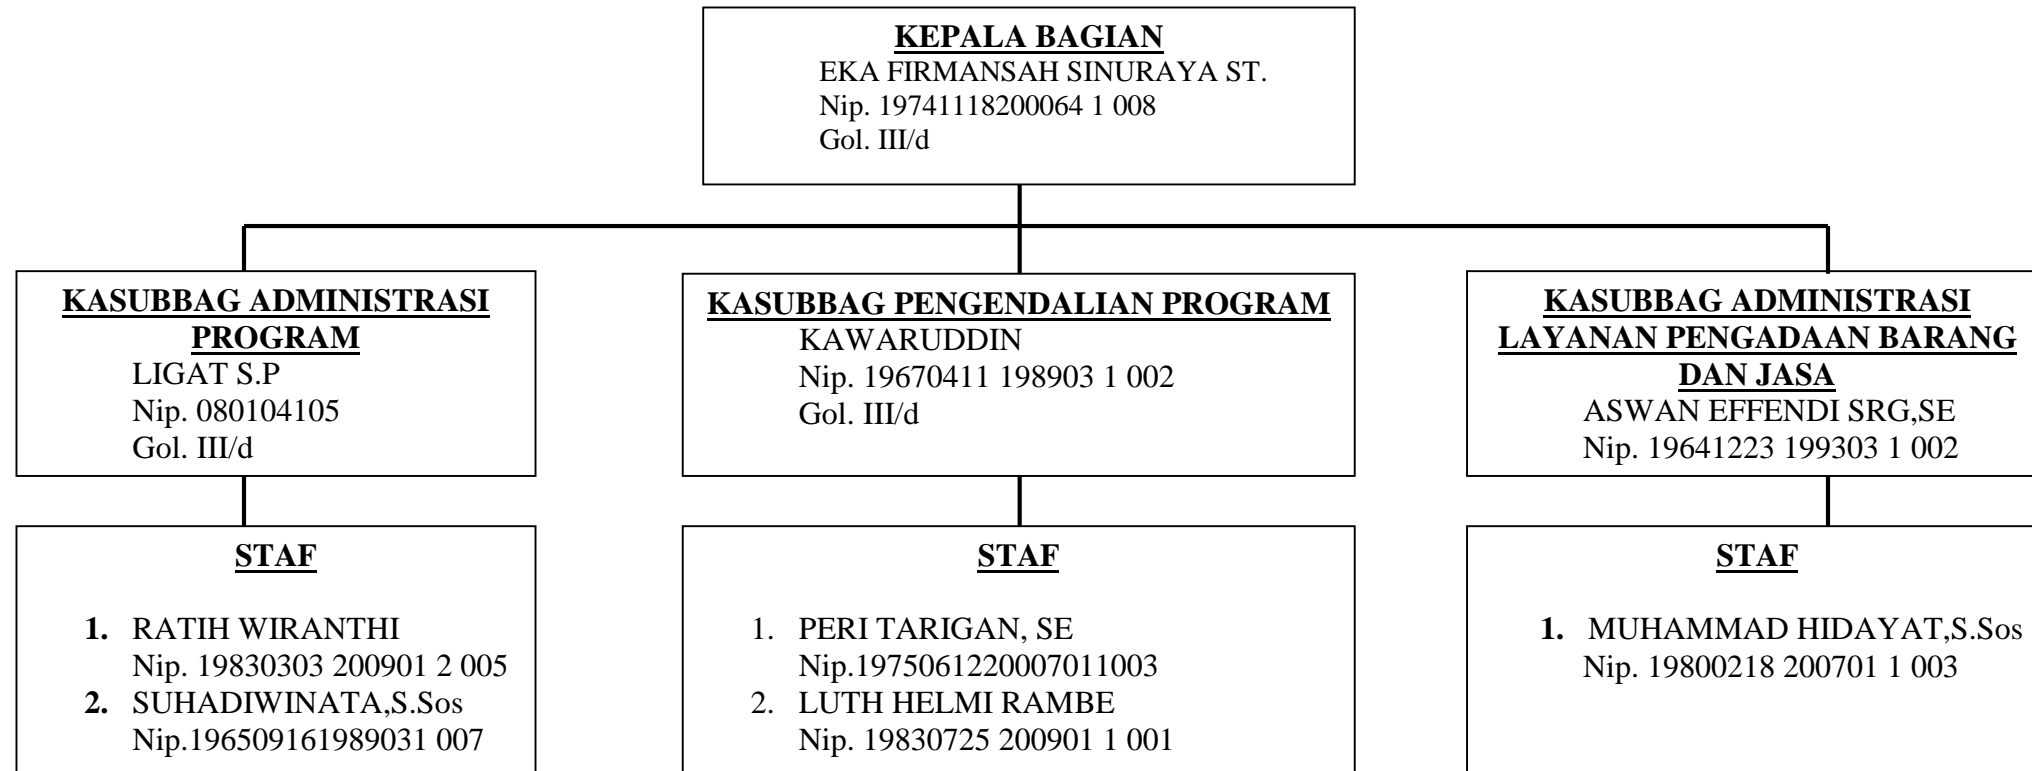 KEPALA BAGIAN
EKA FIRMANSAH SINURAYA ST.
Nip. 19741118200064 1 008
Gol. III/d
KASUBBAG ADMINISTRASI
PROGRAM
LIGAT S.P
Nip. 080104105
Gol. III/d
KASUBBAG PENGENDALIAN PROGRAM
KAWARUDDIN
Nip. 19670411 198903 1 002
Gol. III/d
KASUBBAG ADMINISTRASI
LAYANAN PENGADAAN BARANG
DAN JASA
ASWAN EFFENDI SRG,SE
Nip. 19641223 199303 1 002
STAF
1. RATIH WIRANTHI
Nip. 19830303 200901 2 005
2. SUHADIWINATA,S.Sos
Nip.196509161989031 007
STAF
1. PERI TARIGAN, SE
Nip.1975061220007011003
2. LUTH HELMI RAMBE
Nip. 19830725 200901 1 001
STAF
1. MUHAMMAD HIDAYAT,S.Sos
Nip. 19800218 200701 1 003